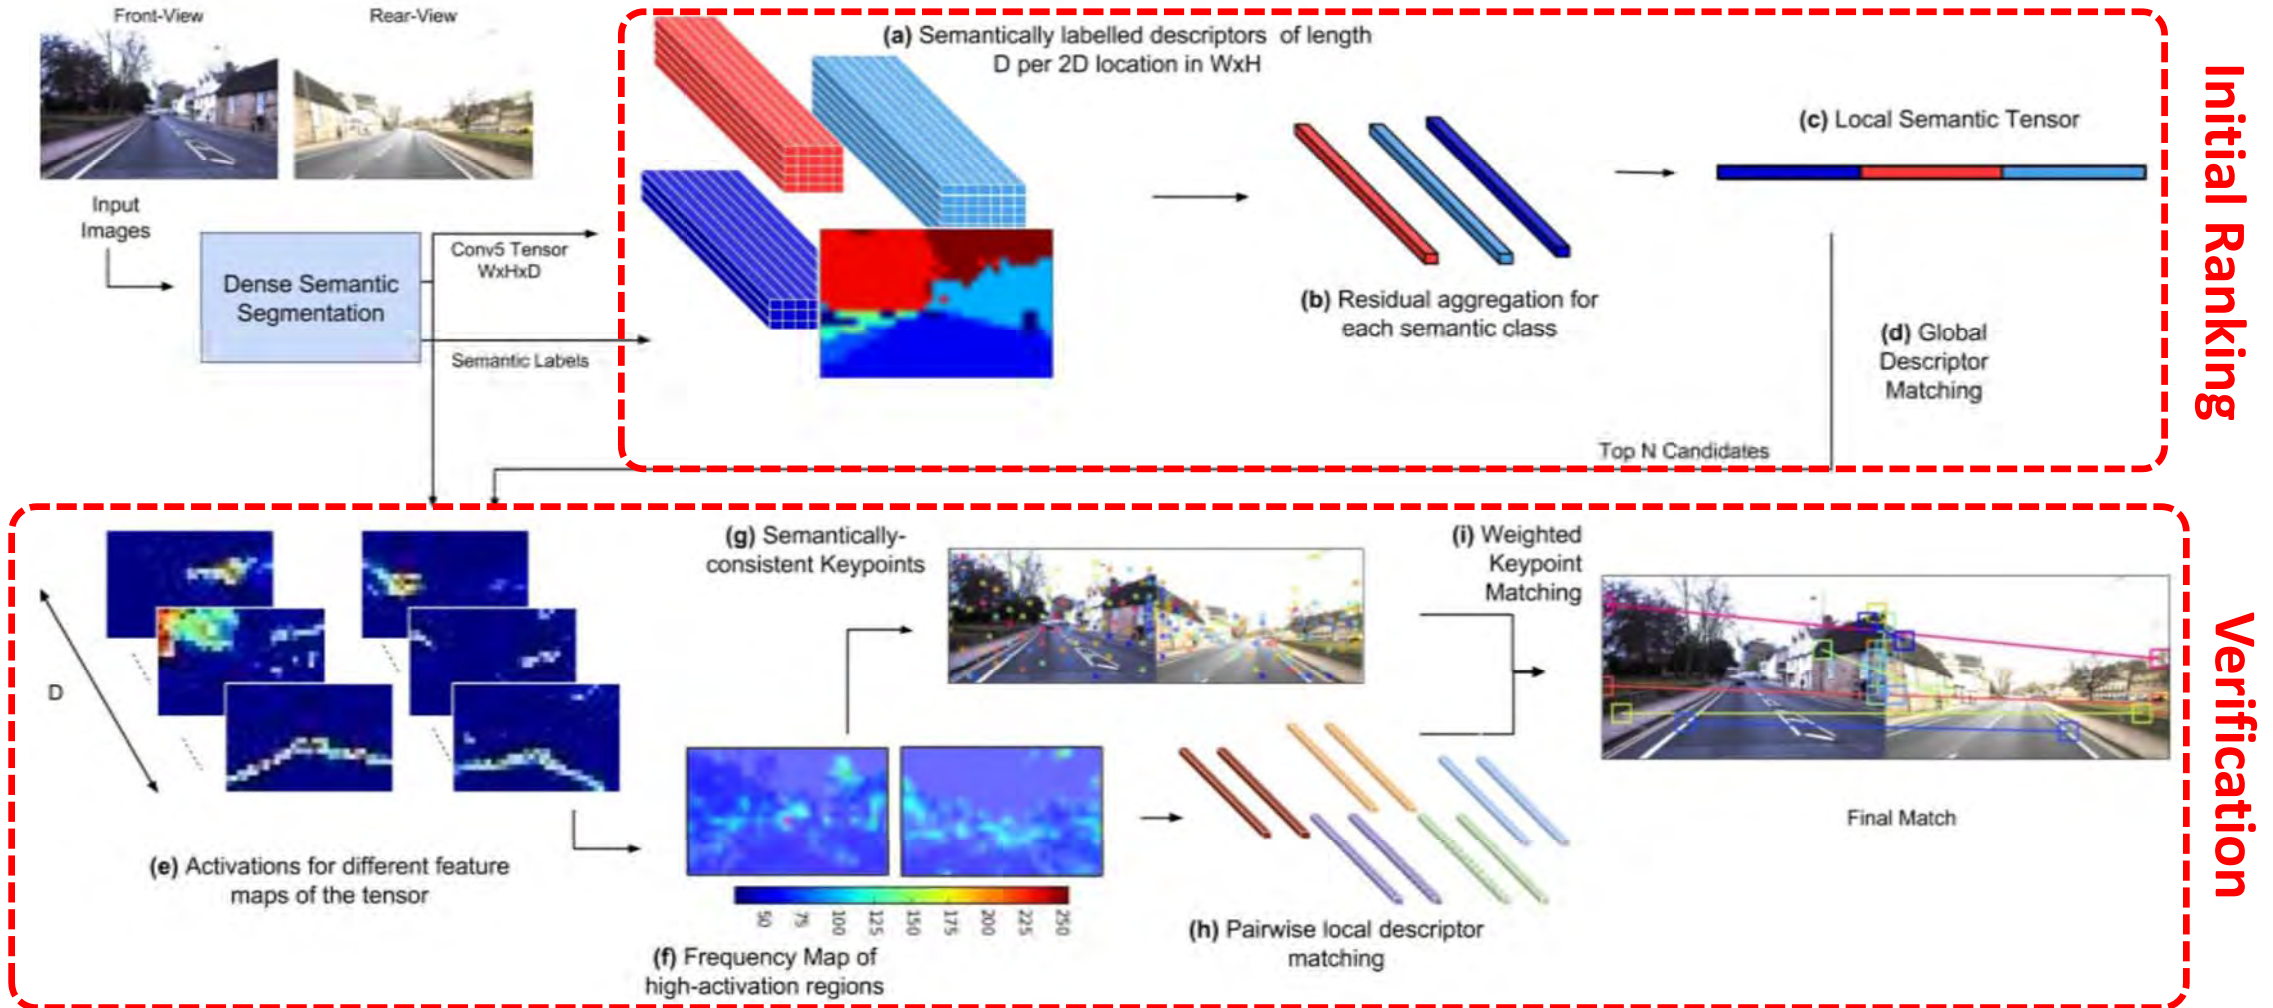 Front-View
Rear-View
Input
Images
Dense Semantic
Segmentation
Conv5 Tensor
WxHxD
Semantic Labels
(a) Semantically labelled descriptors of length
D per 2D location in WxH
(b) Residual aggregation for
each semantic class
(c) Local Semantic Tensor
(d) Global
Descriptor
Matching
Top N Candidates
Initial Ranking
D
(e) Activations for different feature
maps of the tensor
(g) Semantically-
consistent Keypoints
50 75 100 125 150 175 200 225 250
(f) Frequency Map of
high-activation regions
(h) Pairwise local descriptor
matching
(i) Weighted
Keypoint
Matching
Final Match
Verification